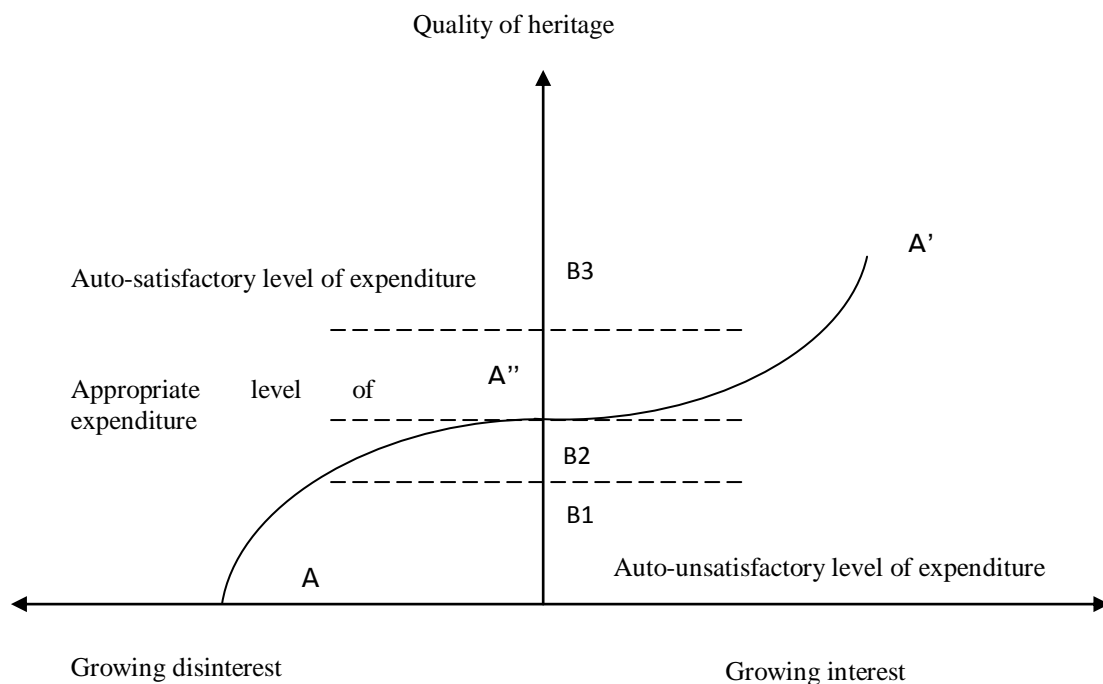 Quality of heritage
A’
B3
Auto-satisfactory level of expenditure
A’’
Appropriate level of
expenditure
B2
B1
Auto-unsatisfactory level of expenditure
A
Growing disinterest
Growing interest